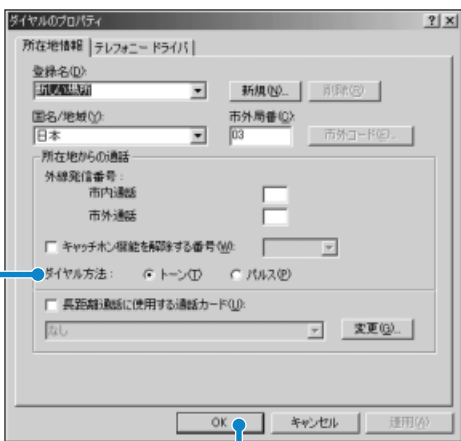 ダイヤルのプロパティ
所在地情報 テレフォニー ドライバ
登録名(D):
新しい場所 新規(N)... 削除(R)
国名/地域(Y): 市外局番(C):
日本 03 市外コード(E)...
所在地からの通話
外線発信番号:
市内通話
市外通話
キャッチホン機能を解除する番号(W):
ダイヤル方法: トーン(T) パルス(P)
長距離通話に使用する通話カード(U):
なし 変更(G)...
OK キャンセル 適用(A)